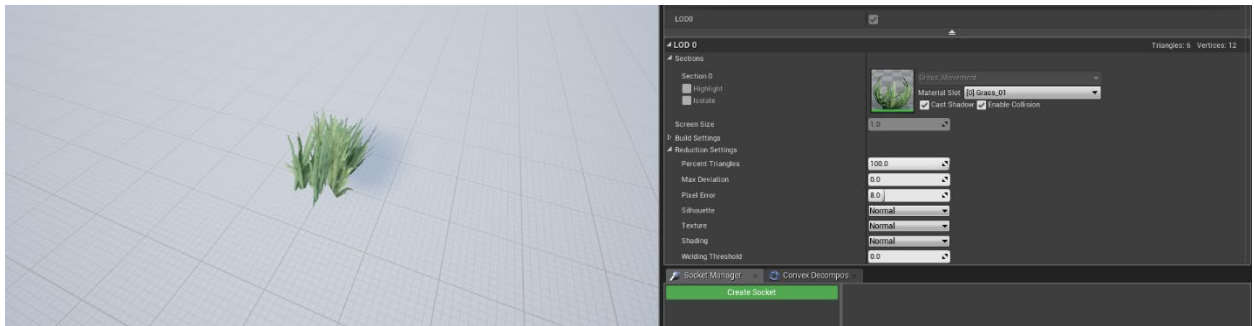 LOD0
LOD 0
Triangles: 6 Vertices: 12
Sections
Section 0
Grass_Movement
Highlight
Material Slot [0] Grass_01
Isolate
Cast Shadow Enable Collision
Screen Size 1.0
Build Settings
Reduction Settings
Percent Triangles 100.0
Max Deviation 0.0
Pixel Error 8.0
Silhouette Normal
Texture Normal
Shading Normal
Welding Threshold 0.0
Socket Manager Convex Decompos
Create Socket